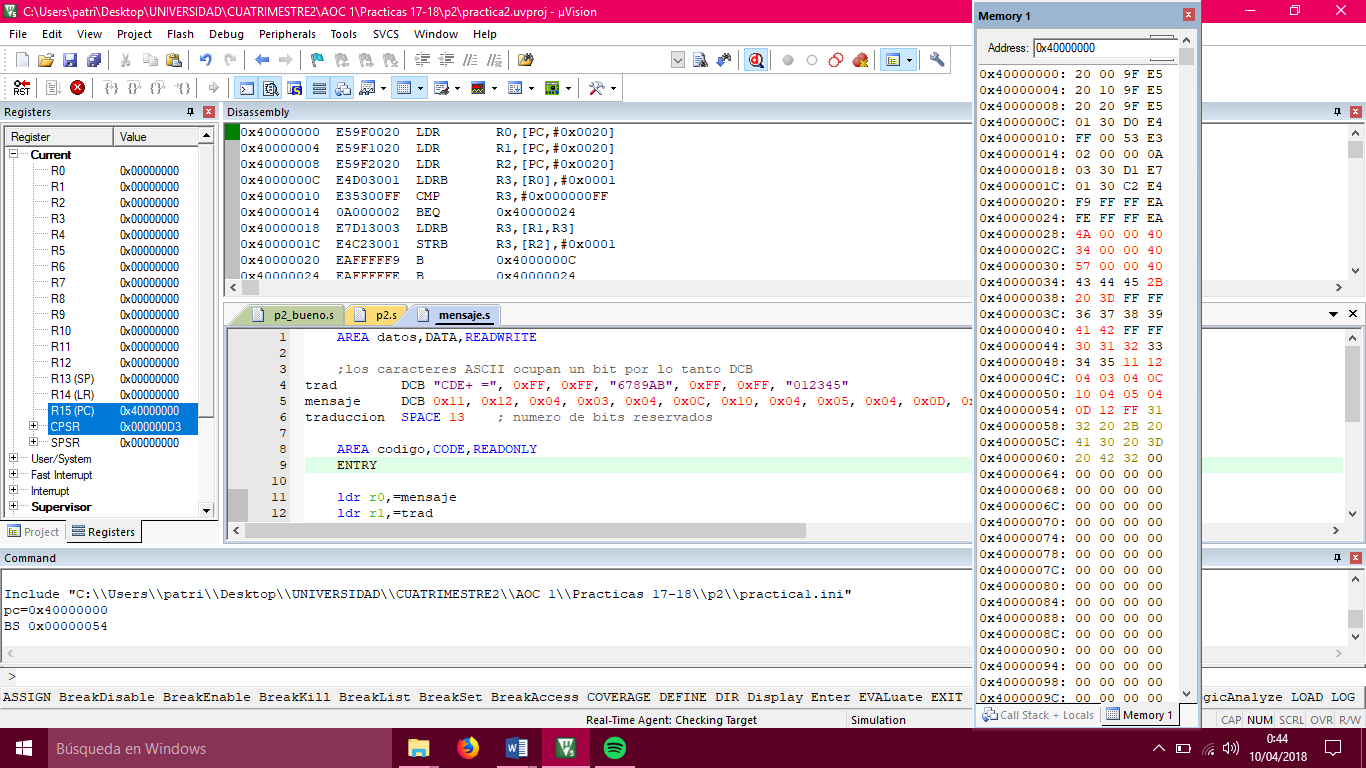 C:\Users\patri\Desktop\UNIVERSIDAD\CUATRIMESTRE2\AOC 1\Practicas 17-18\p2\practica2.uvproj - µVision
File Edit View Project Flash Debug Peripherals Tools SVCS Window Help
RST
Registers
Register Value
Current
R0 0x00000000
R1 0x00000000
R2 0x00000000
R3 0x00000000
R4 0x00000000
R5 0x00000000
R6 0x00000000
R7 0x00000000
R8 0x00000000
R9 0x00000000
R10 0x00000000
R11 0x00000000
R12 0x00000000
R13 (SP) 0x00000000
R14 (LR) 0x00000000
R15 (PC) 0x40000000
CPSR 0x000000D3
SPSR 0x00000000
User/System
Fast Interrupt
Interrupt
Supervisor
Project Registers
Disassembly
0x40000000 E59F0020 LDR R0,[PC,#0x0020]
0x40000004 E59F1020 LDR R1,[PC,#0x0020]
0x40000008 E59F2020 LDR R2,[PC,#0x0020]
0x4000000C E4D03001 LDRB R3,[R0],#0x0001
0x40000010 E35300FF CMP R3,#0x000000FF
0x40000014 0A000002 BEQ 0x40000024
0x40000018 E7D13003 LDRB R3,[R1,R3]
0x4000001C E4C23001 STRB R3,[R2],#0x0001
0x40000020 EAFFFFF9 B 0x4000000C
0x40000024 EAFFFFFE B 0x40000024
p2_bueno.s p2.s mensaje.s
1 AREA datos,DATA,READWRITE
2
3 ;los caracteres ASCII ocupan un bit por lo tanto DCB
4 trad DCB "CDE+ =", 0xFF, 0xFF, "6789AB", 0xFF, 0xFF, "012345"
5 mensaje DCB 0x11, 0x12, 0x04, 0x03, 0x04, 0x0C, 0x10, 0x04, 0x05, 0x04, 0x0D, 0x
6 traduccion SPACE 13 ; numero de bits reservados
7
8 AREA codigo,CODE,READONLY
9 ENTRY
10
11 ldr r0,=mensaje
12 ldr r1,=trad
Command
Include "C:\\Users\\patri\\Desktop\\UNIVERSIDAD\\CUATRIMESTRE2\\AOC 1\\Practicas 17-18\\p2\\practica1.ini"
pc=0x40000000
BS 0x00000054
>
ASSIGN BreakDisable BreakEnable BreakKill BreakList BreakSet BreakAccess COVERAGE DEFINE DIR Display Enter EVALuate EXIT
gicAnalyze LOAD LOG
Real-Time Agent: Checking Target Simulation
CAP NUM SCRL OVR R/W
Memory 1
Address: 0x40000000
0x40000000: 20 00 9F E5
0x40000004: 20 10 9F E5
0x40000008: 20 20 9F E5
0x4000000C: 01 30 D0 E4
0x40000010: FF 00 53 E3
0x40000014: 02 00 00 0A
0x40000018: 03 30 D1 E7
0x4000001C: 01 30 C2 E4
0x40000020: F9 FF FF EA
0x40000024: FE FF FF EA
0x40000028: 4A 00 00 40
0x4000002C: 34 00 00 40
0x40000030: 57 00 00 40
0x40000034: 43 44 45 2B
0x40000038: 20 3D FF FF
0x4000003C: 36 37 38 39
0x40000040: 41 42 FF FF
0x40000044: 30 31 32 33
0x40000048: 34 35 11 12
0x4000004C: 04 03 04 0C
0x40000050: 10 04 05 04
0x40000054: 0D 12 FF 31
0x40000058: 32 20 2B 20
0x4000005C: 41 30 20 3D
0x40000060: 20 42 32 00
0x40000064: 00 00 00 00
0x40000068: 00 00 00 00
0x4000006C: 00 00 00 00
0x40000070: 00 00 00 00
0x40000074: 00 00 00 00
0x40000078: 00 00 00 00
0x4000007C: 00 00 00 00
0x40000080: 00 00 00 00
0x40000084: 00 00 00 00
0x40000088: 00 00 00 00
0x4000008C: 00 00 00 00
0x40000090: 00 00 00 00
0x40000094: 00 00 00 00
0x40000098: 00 00 00 00
0x4000009C: 00 00 00 00
Call Stack + Locals Memory 1
Búsqueda en Windows
0:44
10/04/2018